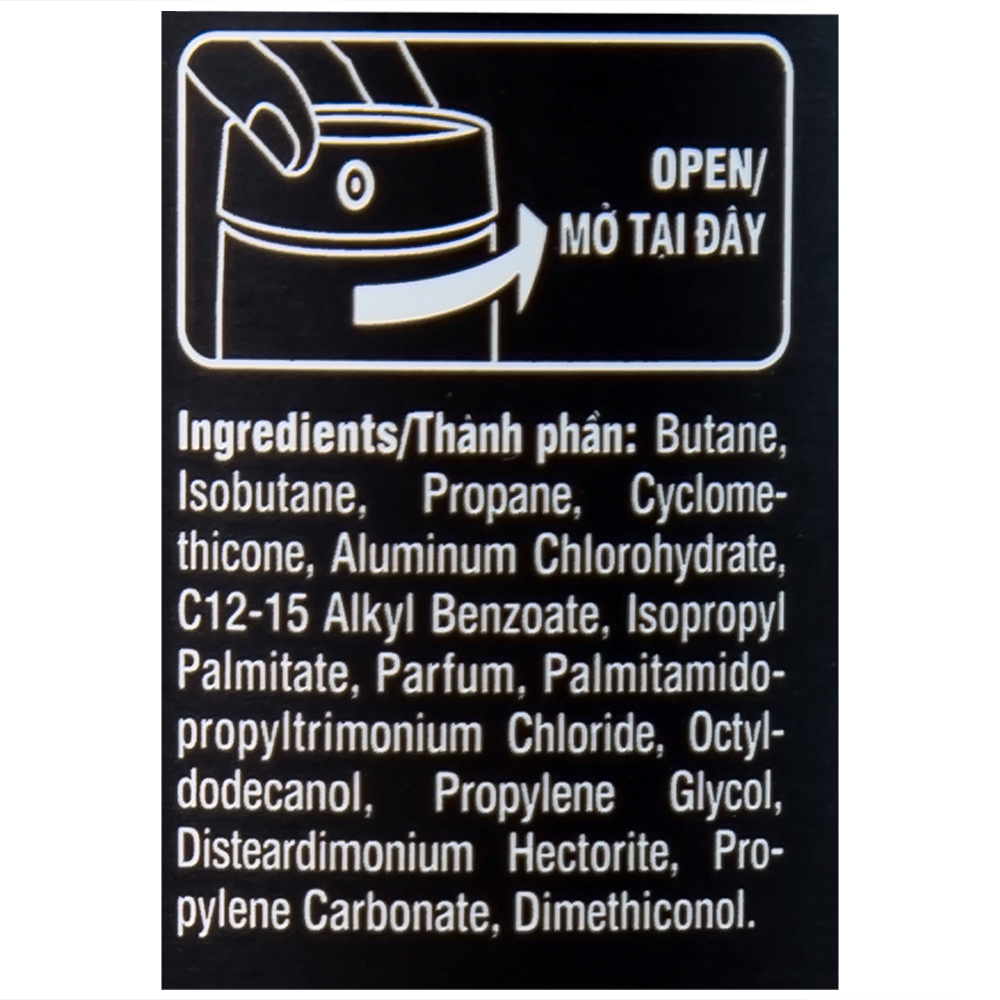 OPEN/
MỞ TẠI ĐÂY
Ingredients/Thành phần: Butane,
Isobutane, Propane, Cyclome-
thicone, Aluminum Chlorohydrate,
C12-15 Alkyl Benzoate, Isopropyl
Palmitate, Parfum, Palmitamido-
propyltrimonium Chloride, Octyl-
dodecanol, Propylene Glycol,
Disteardimonium Hectorite, Pro-
pylene Carbonate, Dimethiconol.